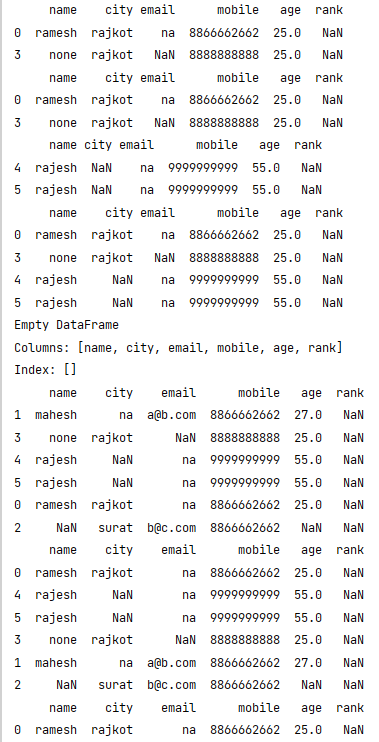 name city email mobile age rank
0 ramesh rajkot na 8866662662 25.0 NaN
3 none rajkot NaN 8888888888 25.0 NaN
name city email mobile age rank
0 ramesh rajkot na 8866662662 25.0 NaN
3 none rajkot NaN 8888888888 25.0 NaN
name city email mobile age rank
4 rajesh NaN na 9999999999 55.0 NaN
5 rajesh NaN na 9999999999 55.0 NaN
name city email mobile age rank
0 ramesh rajkot na 8866662662 25.0 NaN
3 none rajkot NaN 8888888888 25.0 NaN
4 rajesh NaN na 9999999999 55.0 NaN
5 rajesh NaN na 9999999999 55.0 NaN
Empty DataFrame
Columns: [name, city, email, mobile, age, rank]
Index: []
name city email mobile age rank
1 mahesh na a@b.com 8866662662 27.0 NaN
3 none rajkot NaN 8888888888 25.0 NaN
4 rajesh NaN na 9999999999 55.0 NaN
5 rajesh NaN na 9999999999 55.0 NaN
0 ramesh rajkot na 8866662662 25.0 NaN
2 NaN surat b@c.com 8866662662 NaN NaN
name city email mobile age rank
0 ramesh rajkot na 8866662662 25.0 NaN
4 rajesh NaN na 9999999999 55.0 NaN
5 rajesh NaN na 9999999999 55.0 NaN
3 none rajkot NaN 8888888888 25.0 NaN
1 mahesh na a@b.com 8866662662 27.0 NaN
2 NaN surat b@c.com 8866662662 NaN NaN
name city email mobile age rank
0 ramesh rajkot na 8866662662 25.0 NaN